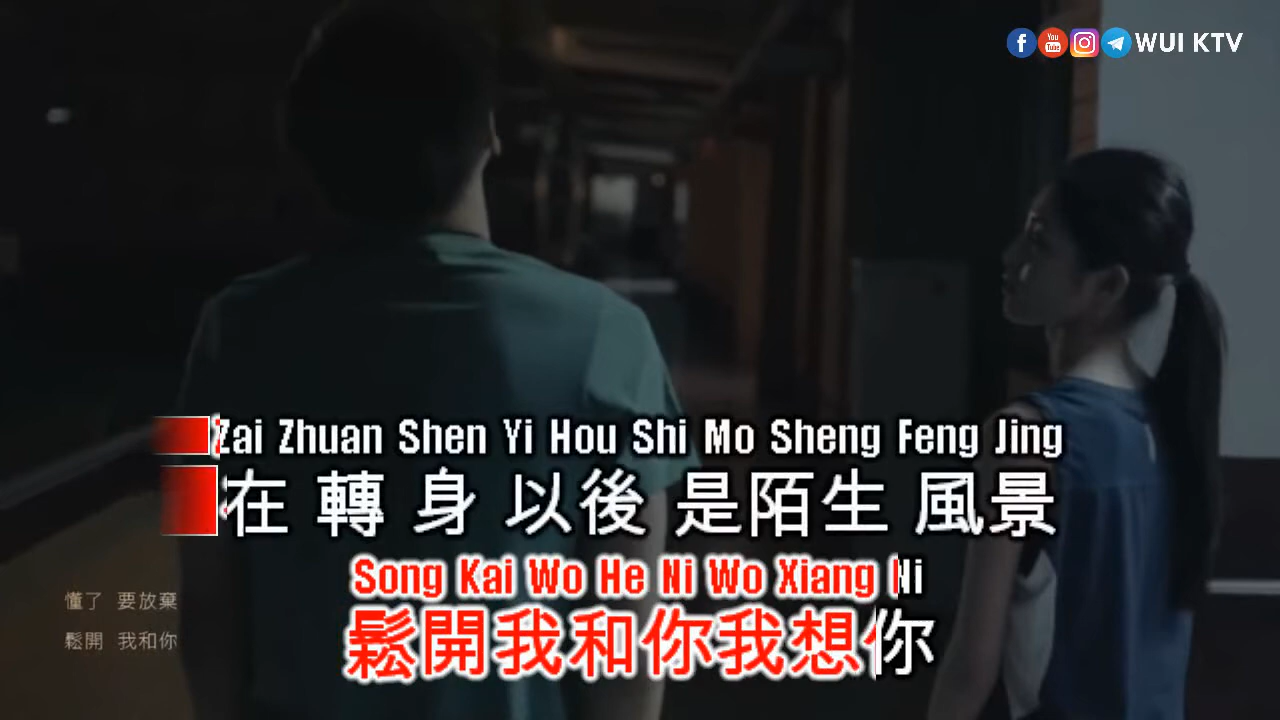 You Tube WUI KTV
Zai Zhuan Shen Yi Hou Shi Mo Sheng Feng Jing
在 轉 身 以後 是陌生 風景
Song Kai Wo He Ni Wo Xiang Ni
鬆開我和你我想你
懂了 要放棄
鬆開 我和你